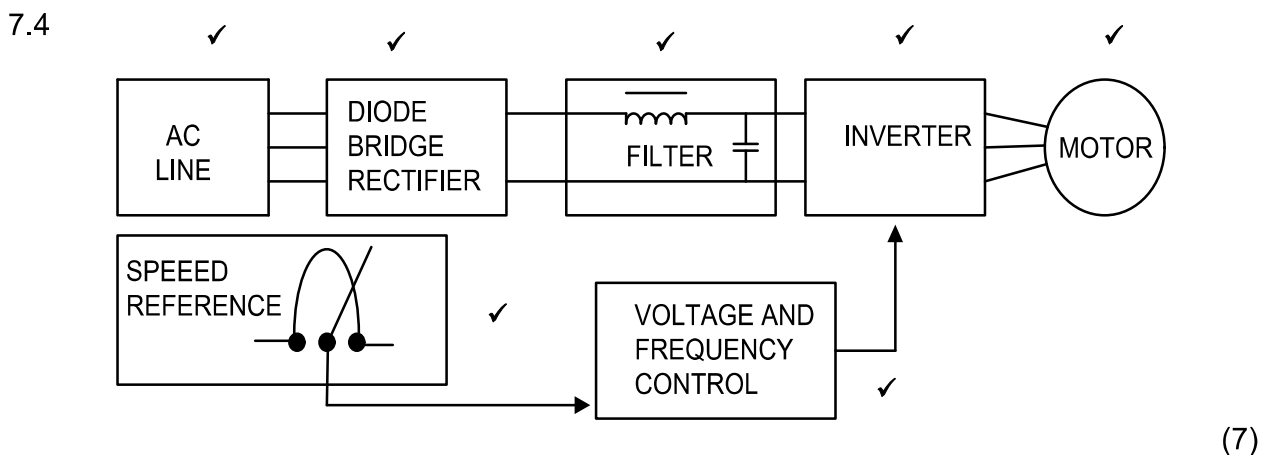 7.4
AC
LINE
DIODE
BRIDGE
RECTIFIER
FILTER
INVERTER
MOTOR
SPEEED
REFERENCE
VOLTAGE AND
FREQUENCY
CONTROL
(7)